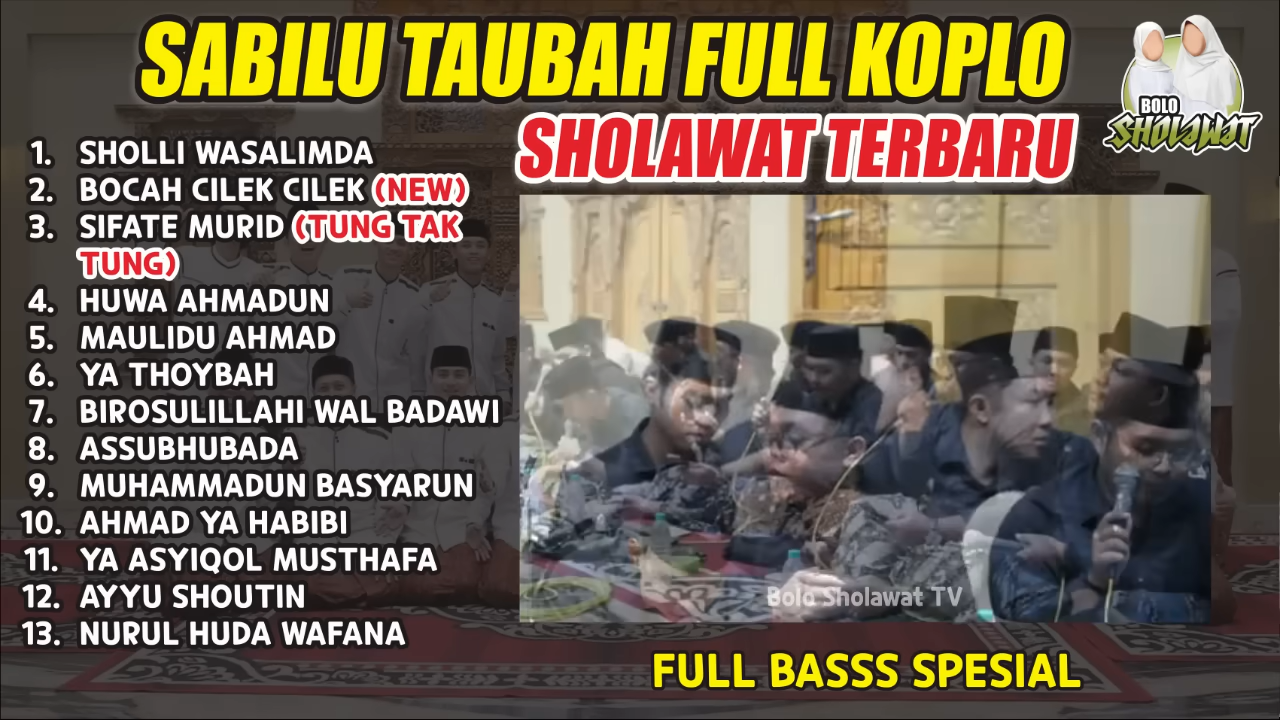 SABILU TAUBAH FULL KOPLO
SHOLAWAT TERBARU
BOLO
SHOLAWAT
1. SHOLLI WASALIMDA
2. BOCAH CILEK CILEK (NEW)
3. SIFATE MURID (TUNG TAK
TUNG)
4. HUWA AHMADUN
5. MAULIDU AHMAD
6. YA THOYBAH
7. BIROSULILLAHI WAL BADAWI
8. ASSUBHUBADA
9. MUHAMMADUN BASYARUN
10. AHMAD YA HABIBI
11. YA ASYIQOL MUSTHAFA
12. AYYU SHOUTIN
13. NURUL HUDA WAFANA
Bolo Sholawat TV
FULL BASSS SPESIAL